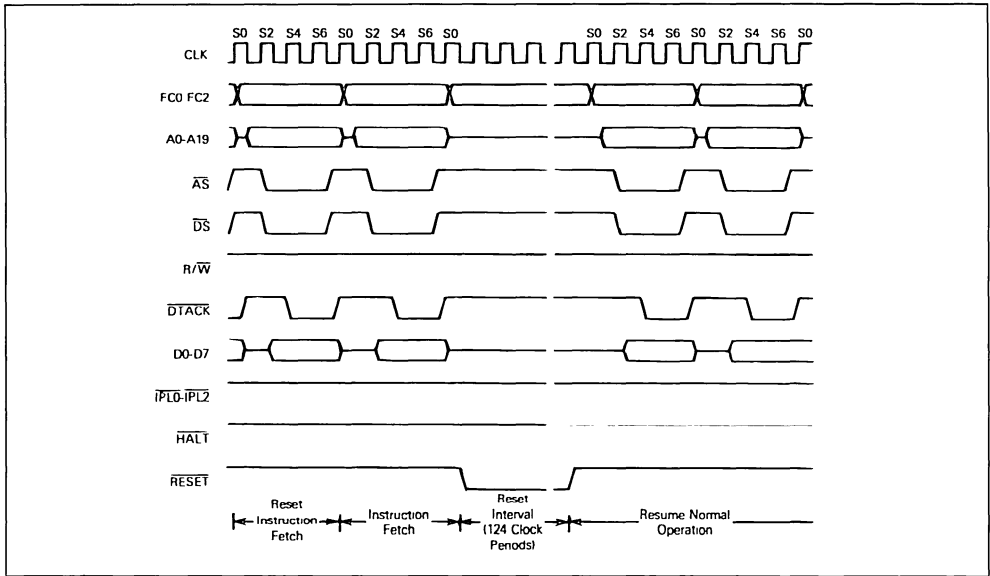 S0 S2 S4 S6 S0 S2 S4 S6 S0 S0 S2 S4 S6 S0 S2 S4 S6 S0
CLK
FC0 FC2
A0-A19
AS
DS
R/W
DTACK
D0-D7
IPL0-IPL2
HALT
RESET
Reset
Instruction
Fetch
Instruction
Fetch
Reset
Interval
(124 Clock
Periods)
Resume Normal
Operation